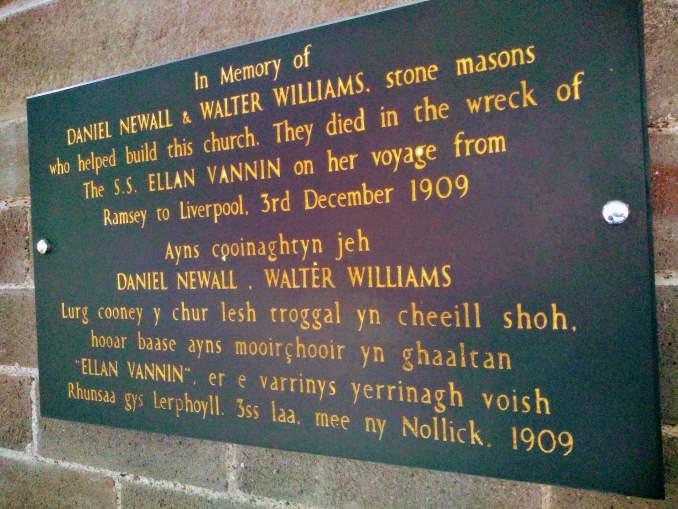 In Memory of
DANIEL NEWALL & WALTER WILLIAMS. stone masons
who helped build this church. They died in the wreck of
The S.S. ELLAN VANNIN on her voyage from
Ramsey to Liverpool, 3rd December 1909
Ayns cooinaghtyn jeh
DANIEL NEWALL . WALTER WILLIAMS
Lurg cooney y chur lesh troggal yn cheeill shoh,
hooar baase ayns mooirçhooir yn ghaaltan
"ELLAN VANNIN", er e varrinys yerrinagh voish
Rhunsaa gys Lerphoyll. 3ss laa, mee ny Nollick, 1909